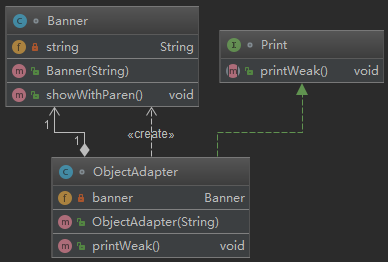 C Banner
f string String
m Banner(String)
m showWithParen() void
I Print
m printWeak() void
1
1
«create»
C ObjectAdapter
f banner Banner
m ObjectAdapter(String)
m printWeak() void